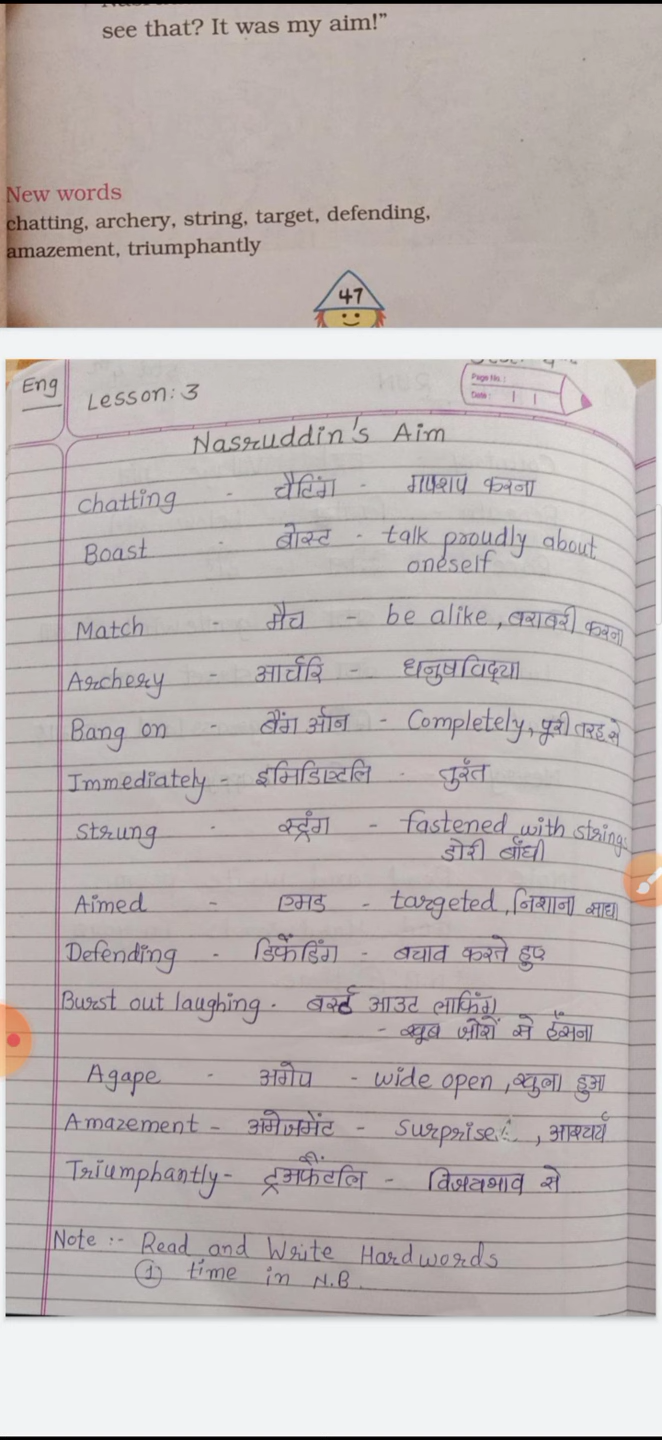 see that? It was my aim!”
New words
chatting, archery, string, target, defending,
amazement, triumphantly
47
Eng
Lesson: 3
Page No.:
Date:
Nasruddin's Aim
chatting - चैटिंग - गपशप करना
Boast - बोस्ट - talk proudly about
oneself
Match - मैच - be alike, बराबरी करना
Archery - आर्चरि - धनुषविद्या
Bang on - बैंग ऑन - Completely, पूरी तरह से
Immediately - इमिडिएटलि - तुरंत
Strung - स्ट्रंग - fastened with string
डोरी बाँधी
Aimed - एमड - targeted, निशाना साधा
Defending - डिफेंडिंग - बचाव करते हुए
Burst out laughing - बर्स्ट आउट लाफिंग
- खूब जोरों से हँसना
Agape - अगेप - wide open, खुला हुआ
Amazement - अमेजमेंट - Surprise, आश्चर्य
Triumphantly - ट्रअम्फैंटलि - विजयभाव से
Note :- Read and Write Hardwords
① time in N.B.